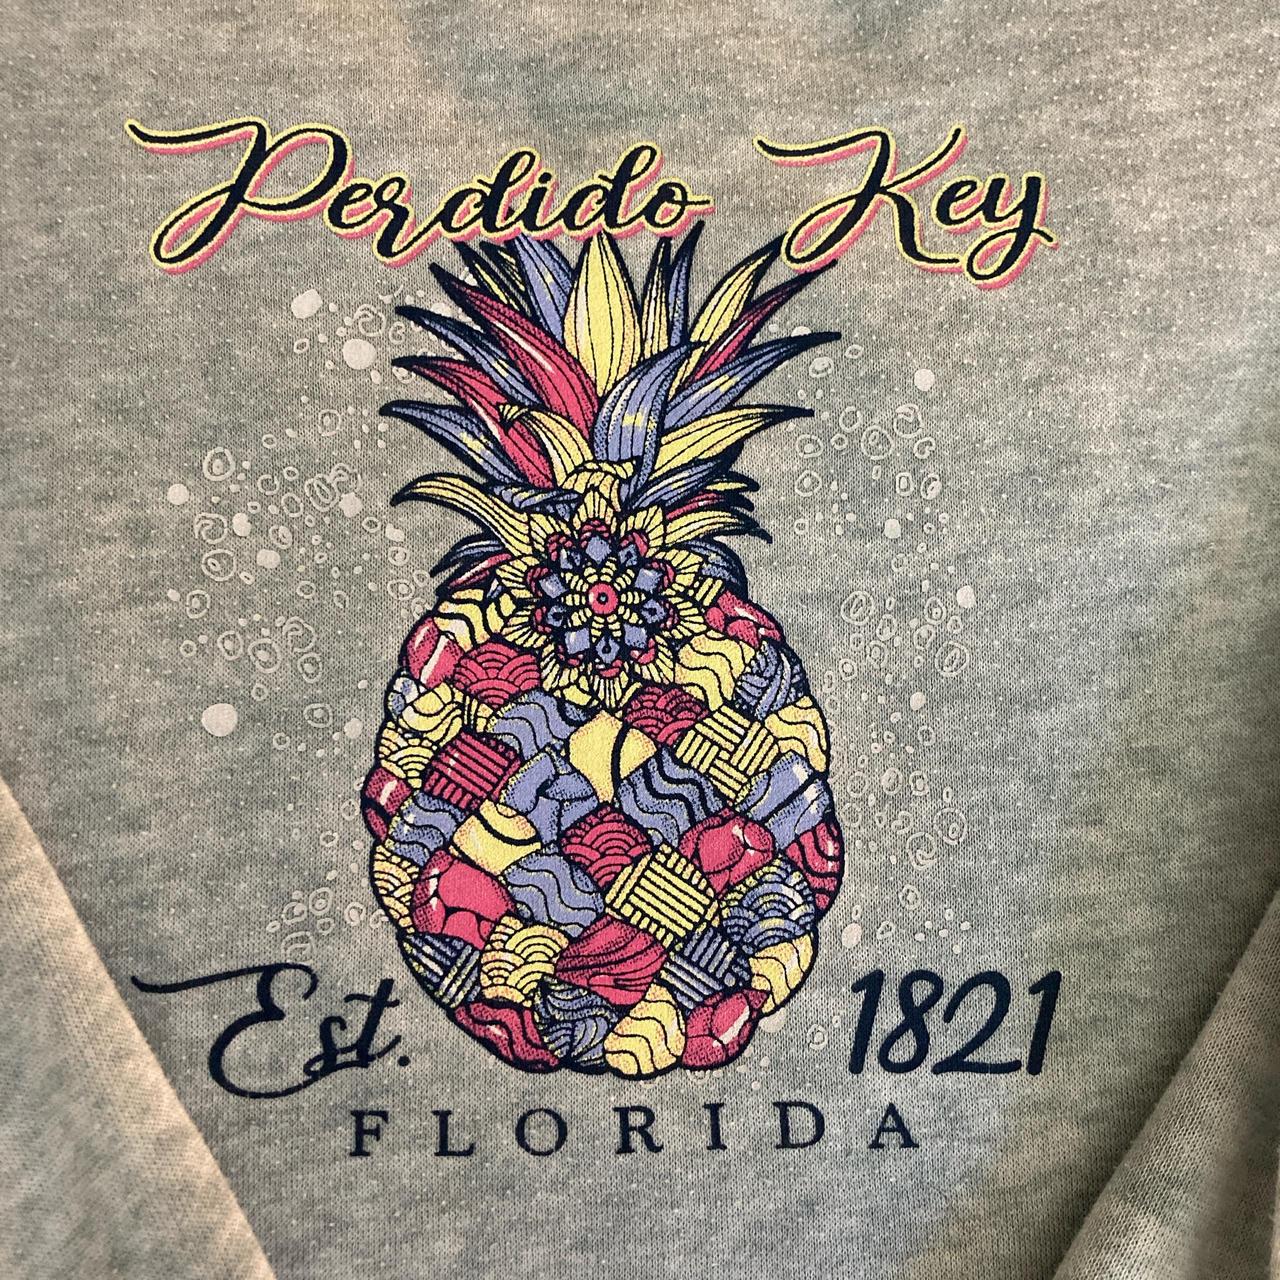 Perdido Key
Est. 1821
FLORIDA